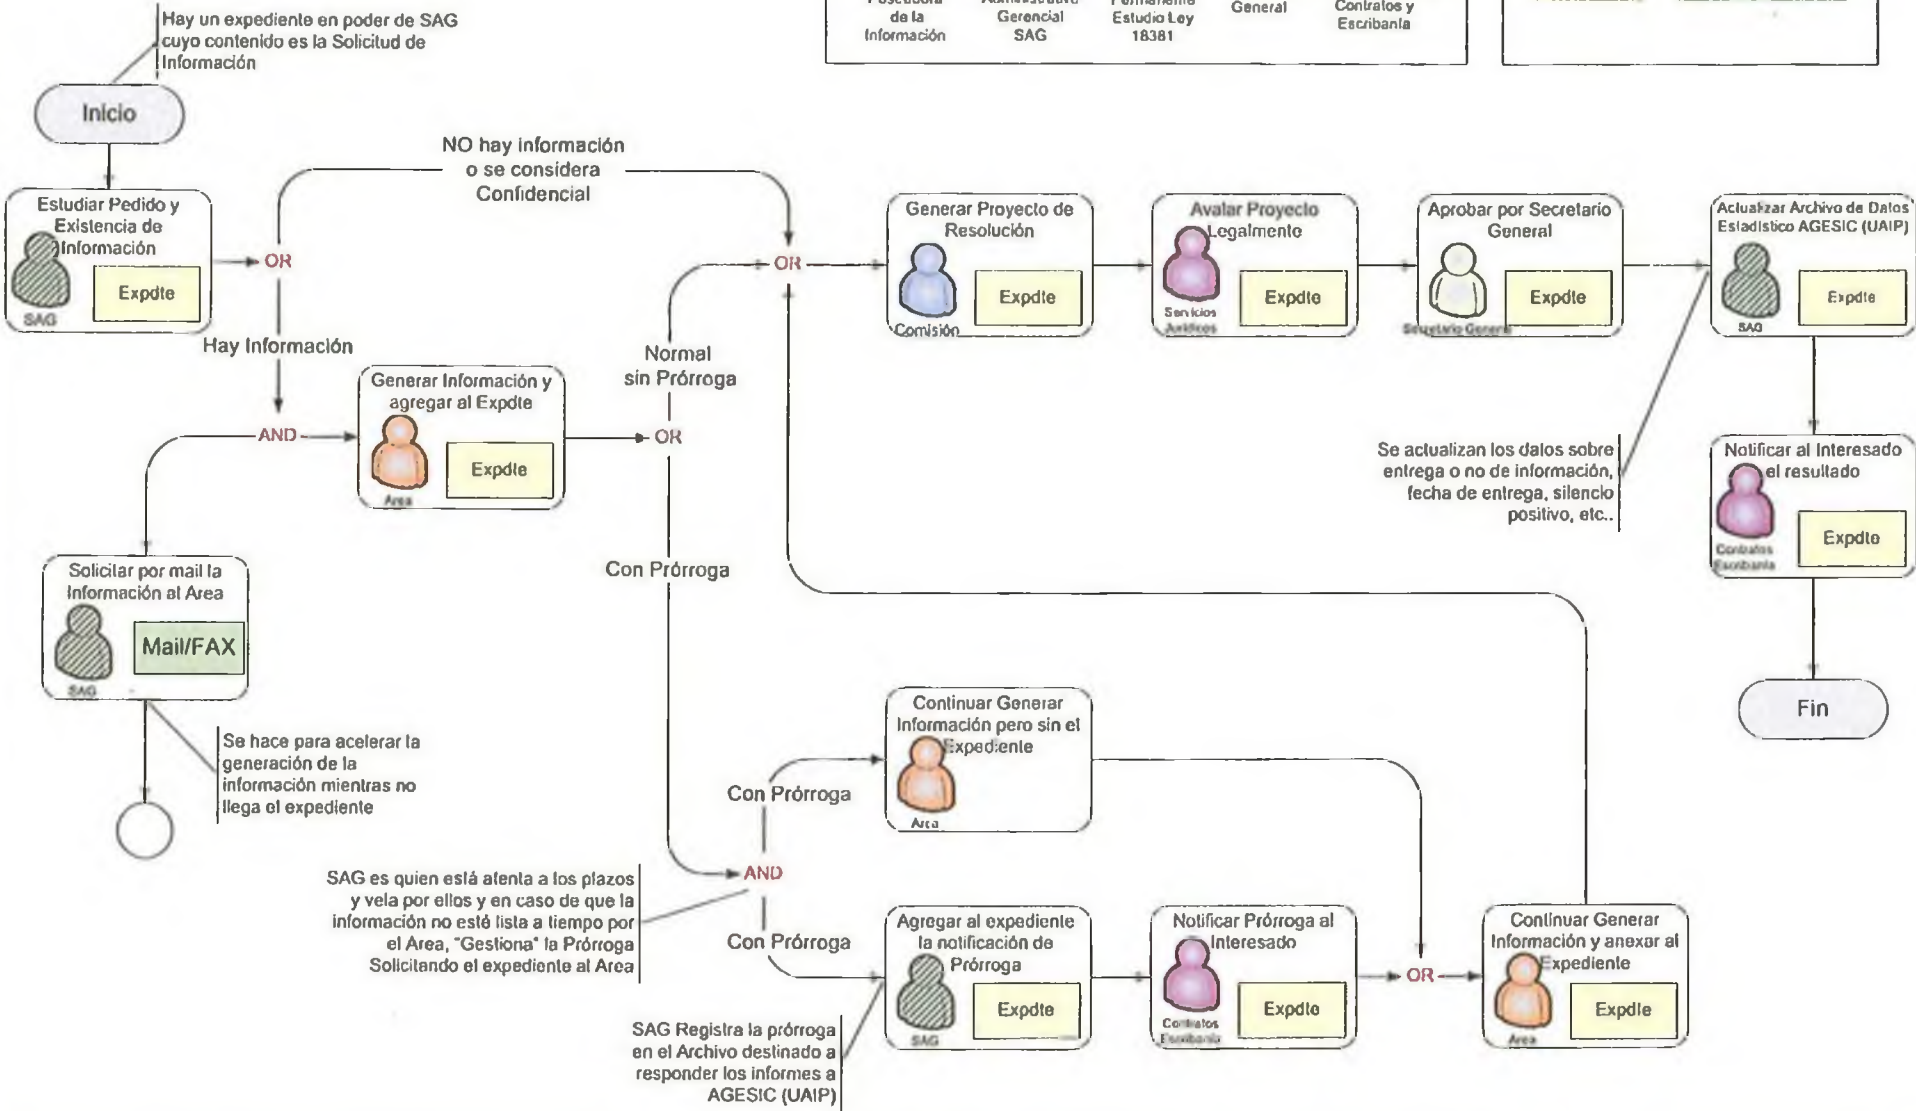 Hay un expediente en poder de SAG
cuyo contenido es la Solicitud de
Información
de la
Información
Gerencial
SAG
Estudio Ley
18381
General
Contratos y
Escribanía
Inicio
NO hay información
o se considera
Confidencial
Estudiar Pedido y
Existencia de
Información
Expdte
SAG
OR
Hay Información
AND
Generar Información y
agregar al Expdte
Expdte
Area
Normal
sin Prórroga
OR
Con Prórroga
OR
Generar Proyecto de
Resolución
Expdte
Comisión
Avalar Proyecto
Legalmente
Expdte
Servicios
Jurídicos
Aprobar por Secretario
General
Expdte
Secretario General
Actualizar Archivo de Datos
Estadístico AGESIC (UAIP)
Expdte
SAG
Se actualizan los datos sobre
entrega o no de información,
fecha de entrega, silencio
positivo, etc..
Notificar al Interesado
el resultado
Expdte
Contratos
Escribanía
Fin
Solicitar por mail la
Información al Area
Mail/FAX
SAG
Se hace para acelerar la
generación de la
información mientras no
llega el expediente
Continuar Generar
Información pero sin el
Expediente
Area
Con Prórroga
AND
Con Prórroga
SAG es quien está atenta a los plazos
y vela por ellos y en caso de que la
información no esté lista a tiempo por
el Area, "Gestiona" la Prórroga
Solicitando el expediente al Area
Agregar al expediente
la notificación de
Prórroga
Expdte
SAG
Notificar Prórroga al
Interesado
Expdte
Contratos
Escribanía
OR
Continuar Generar
Información y anexar al
Expediente
Expdte
Area
SAG Registra la prórroga
en el Archivo destinado a
responder los informes a
AGESIC (UAIP)